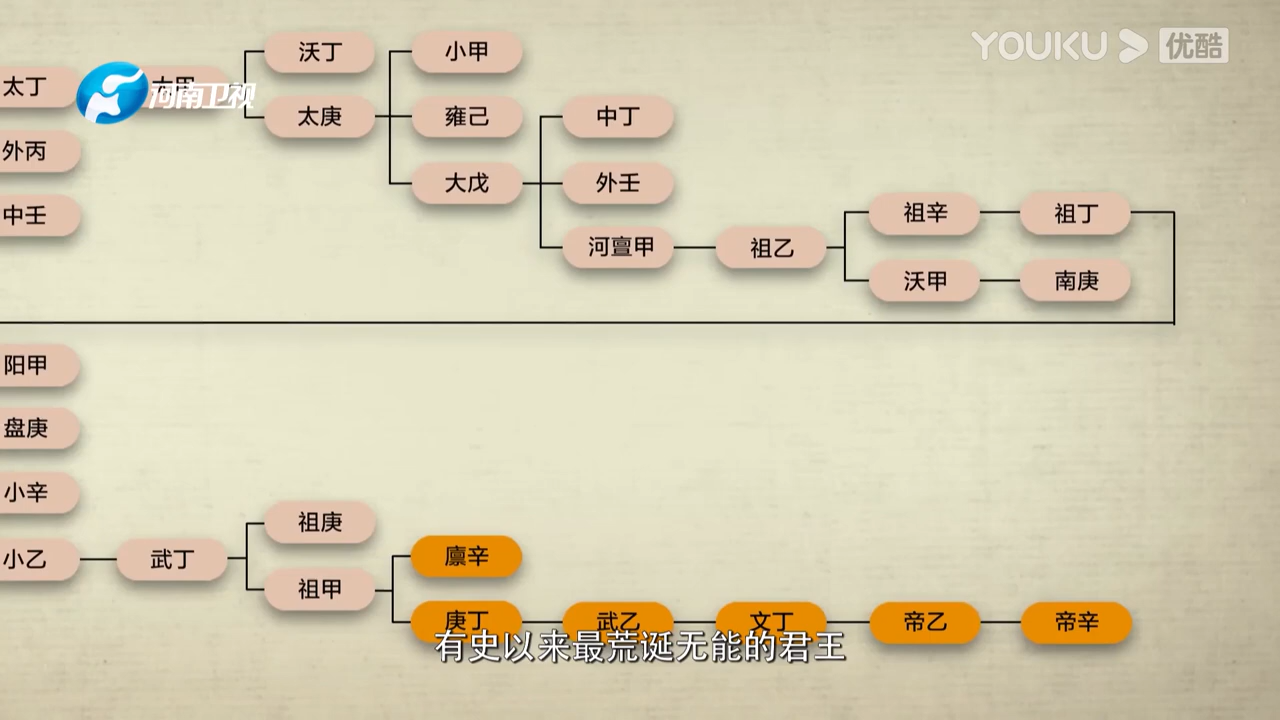 YOUKU 优酷
河南卫视
太丁
外丙
中壬
沃丁
太庚
小甲
雍己
大戊
中丁
外壬
河亶甲
祖乙
祖辛
祖丁
沃甲
南庚
阳甲
盘庚
小辛
小乙
武丁
祖庚
祖甲
廪辛
庚丁
武乙
文丁
帝乙
帝辛
有史以来最荒诞无能的君王